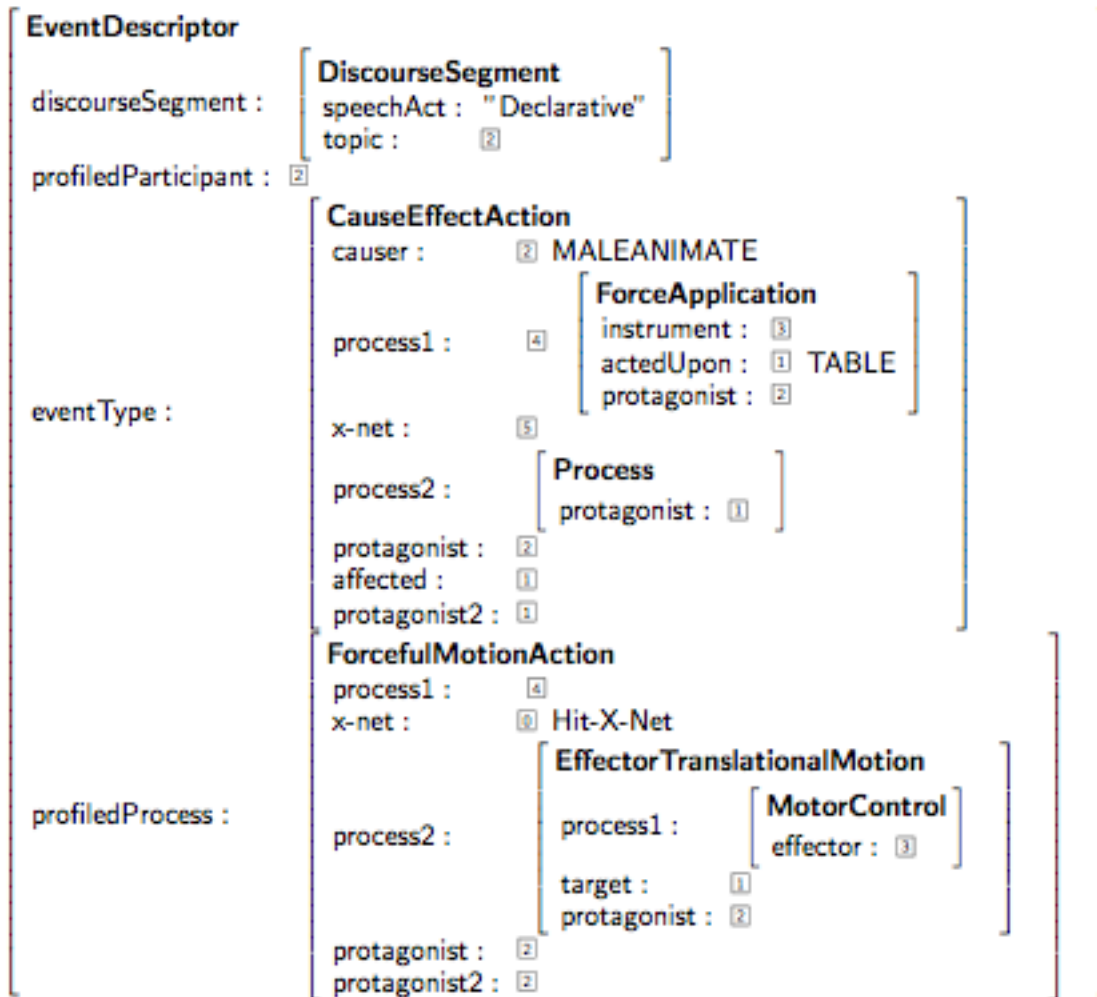 EventDescriptor
discourseSegment :
DiscourseSegment
speechAct : "Declarative"
topic : 2
profiledParticipant : 2
eventType :
CauseEffectAction
causer : 2 MALEANIMATE
process1 : 4
ForceApplication
instrument : 3
actedUpon : 1 TABLE
protagonist : 2
x-net : 5
process2 :
Process
protagonist : 1
protagonist : 2
affected : 1
protagonist2 : 1
profiledProcess :
ForcefulMotionAction
process1 : 4
x-net : 0 Hit-X-Net
process2 :
EffectorTranslationalMotion
process1 :
MotorControl
effector : 3
target : 1
protagonist : 2
protagonist : 2
protagonist2 : 2